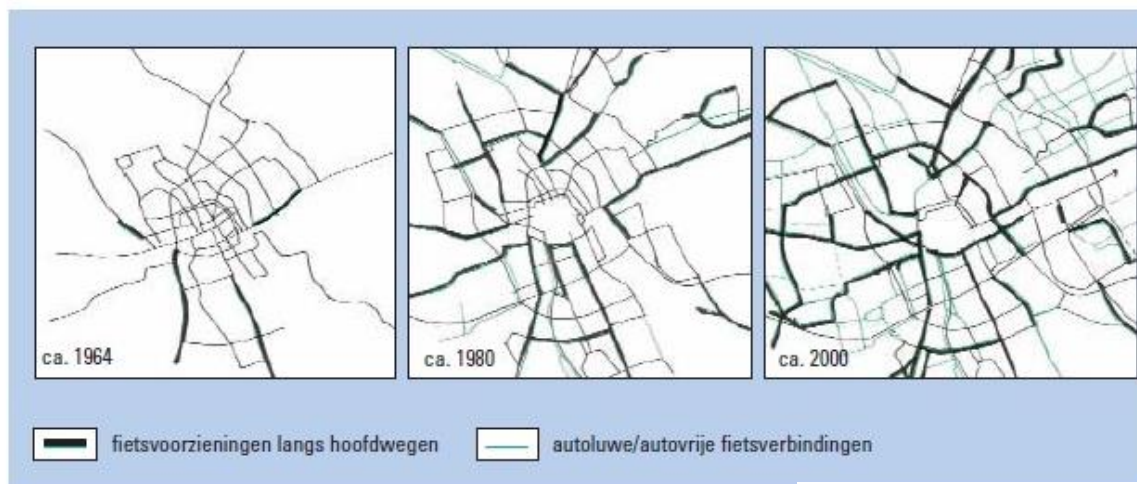 ca. 1964
ca. 1980
ca. 2000
fietsvoorzieningen langs hoofdwegen
autoluwe/autovrije fietsverbindingen